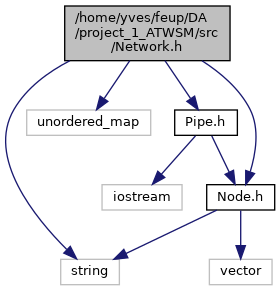 /home/yves/feup/DA
/project_1_ATWSM/src
/Network.h
unordered_map
Pipe.h
iostream
Node.h
string
vector